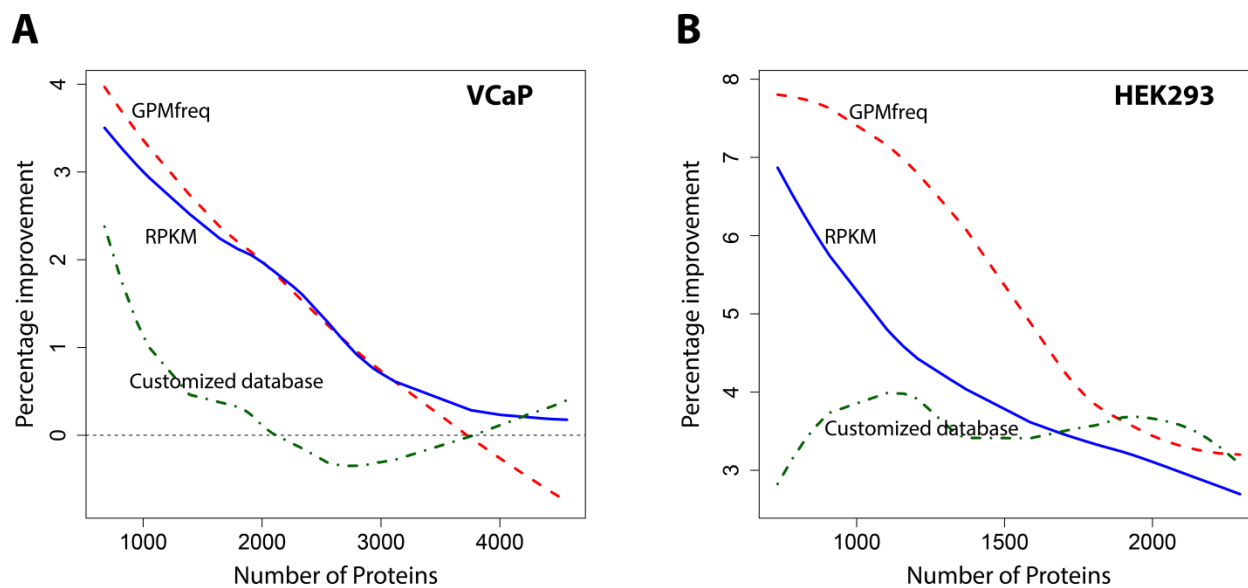 A
VCaP
GPMfreq
RPKM
Customized database
Percentage improvement
4
3
2
1
0
1000 2000 3000 4000
Number of Proteins
B
HEK293
GPMfreq
RPKM
Customized database
Percentage improvement
8
7
6
5
4
3
1000 1500 2000
Number of Proteins